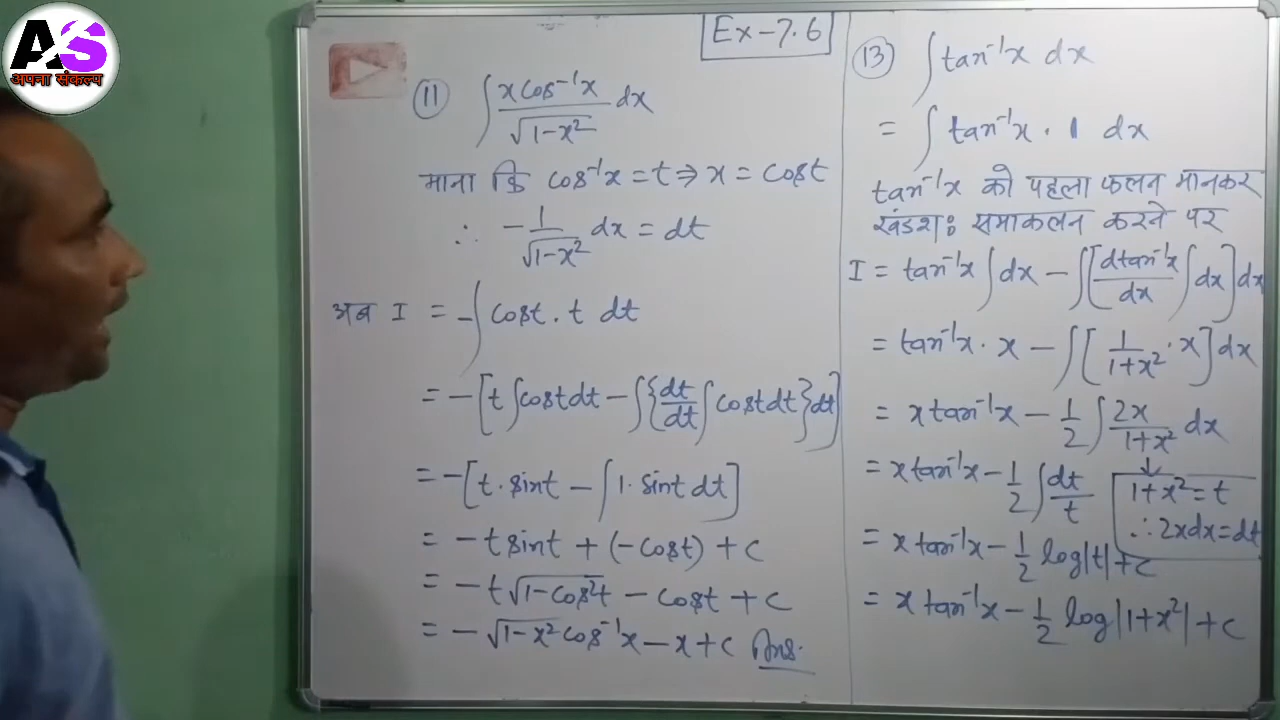 AS
अपना संकल्प
Ex-7.6
(11) ∫ x cos⁻¹x / √(1-x²) dx
माना कि cos⁻¹x = t ⇒ x = cost
∴ -1/√(1-x²) dx = dt
अब I = -∫ cost . t dt
= -[t ∫cost dt - ∫{dt/dt ∫cost dt} dt]
= -[t . sint - ∫ 1 . sint dt]
= -t sint + (-cost) + c
= -t √(1-cos²t) - cost + c
= -√(1-x²) cos⁻¹x - x + c Ans.
(13) ∫ tan⁻¹x dx
= ∫ tan⁻¹x . 1 dx
tan⁻¹x को पहला फलन मानकर
खंडशः समाकलन करने पर
I = tan⁻¹x ∫dx - ∫[dtan⁻¹x/dx ∫dx] dx
= tan⁻¹x . x - ∫[1/(1+x²) . x] dx
= x tan⁻¹x - 1/2 ∫ 2x/(1+x²) dx
= x tan⁻¹x - 1/2 ∫ dt/t
1+x² = t
∴ 2xdx = dt
= x tan⁻¹x - 1/2 log|t| + c
= x tan⁻¹x - 1/2 log|1+x²| + c